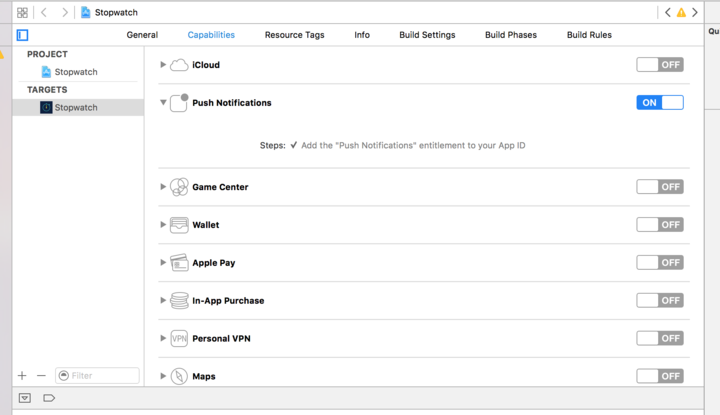 Stopwatch
General Capabilities Resource Tags Info Build Settings Build Phases Build Rules
Qu
PROJECT
Stopwatch
TARGETS
Stopwatch
iCloud OFF
Push Notifications ON
Steps: ✓ Add the "Push Notifications" entitlement to your App ID
Game Center OFF
Wallet OFF
Apple Pay OFF
In-App Purchase OFF
VPN Personal VPN OFF
Maps OFF
Filter